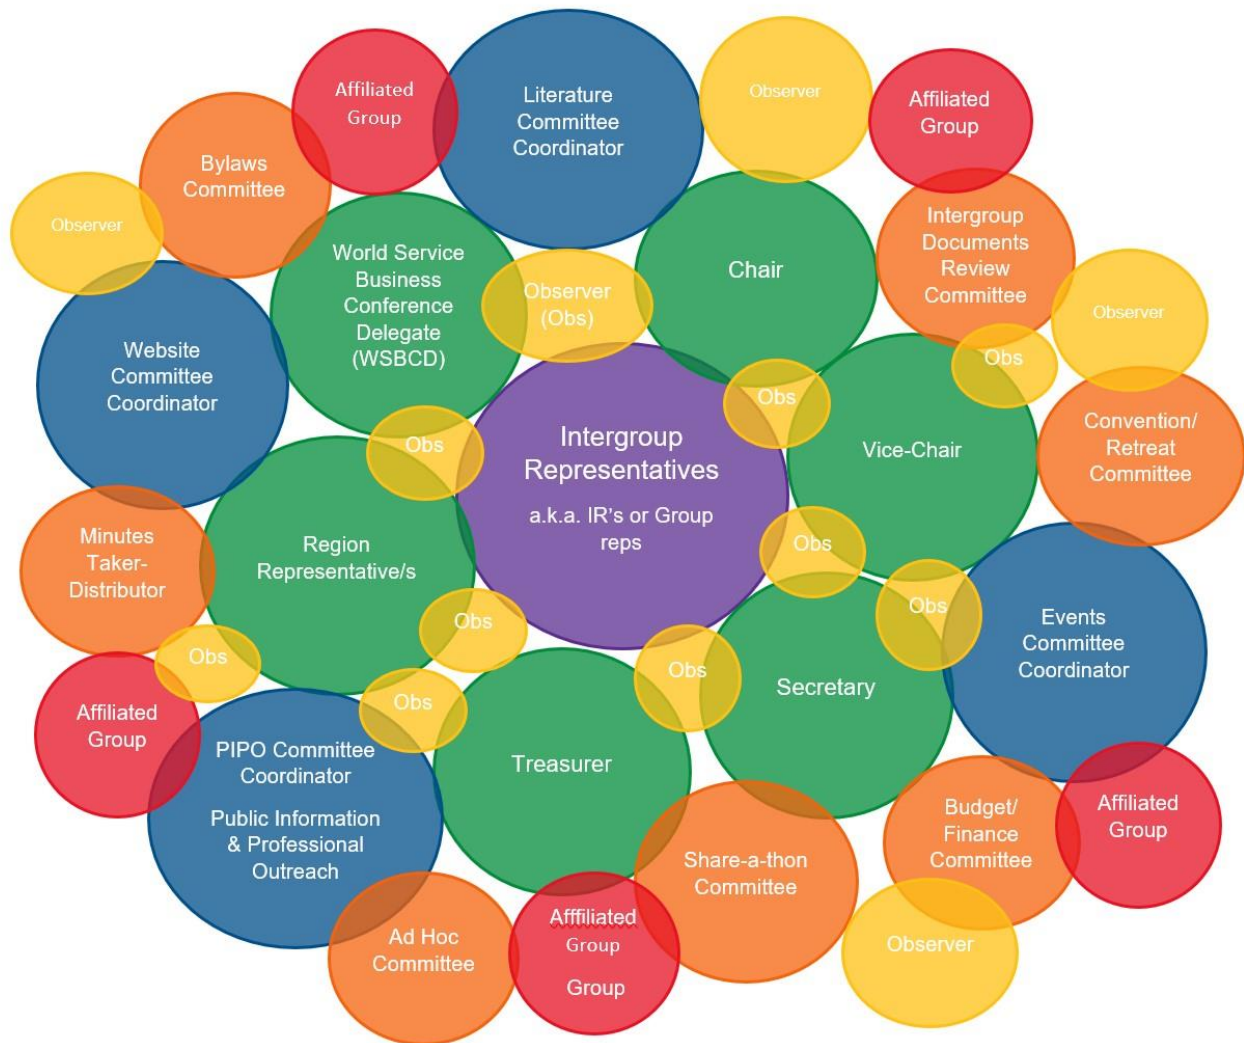 Affiliated
Group
Literature
Committee
Coordinator
Observer
Affiliated
Group
Bylaws
Committee
Observer
World Service
Business
Conference
Delegate
(WSBCD)
Observer
(Obs)
Chair
Intergroup
Documents
Review
Committee
Observer
Website
Committee
Coordinator
Obs
Obs
Obs
Intergroup
Representatives
a.k.a. IR's or Group
reps
Vice-Chair
Convention/
Retreat
Committee
Minutes
Taker-
Distributor
Region
Representative/s
Obs
Obs
Obs
Obs
Obs
Events
Committee
Coordinator
Affiliated
Group
Obs
Secretary
PIPO Committee
Coordinator
Public Information
& Professional
Outreach
Treasurer
Share-a-thon
Committee
Budget/
Finance
Committee
Affiliated
Group
Ad Hoc
Committee
Afffiliated
Group
Group
Observer